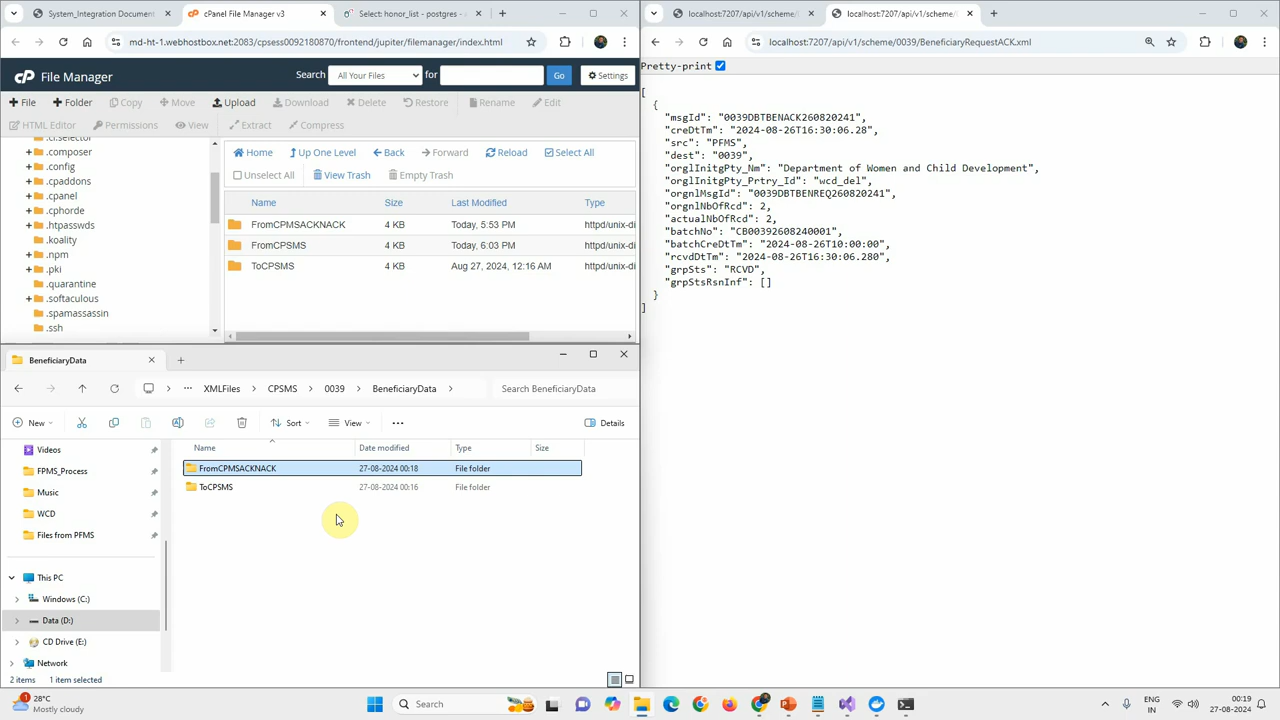 System_Integration Document
cPanel File Manager v3
Select: honor_list - postgres -
md-ht-1.webhostbox.net:2083/cpsess0092180870/frontend/jupiter/filemanager/index.html
cP File Manager
Search All Your Files for Go Settings
File Folder Copy Move Upload Download Delete Restore Rename Edit
HTML Editor Permissions View Extract Compress
.cl.selector
.composer
.config
.cpaddons
.cpanel
.cphorde
.htpasswds
.koality
.npm
.pki
.quarantine
.softaculous
.spamassassin
.ssh
Home Up One Level Back Forward Reload Select All
Unselect All View Trash Empty Trash
Name Size Last Modified Type
FromCPMSACKNACK 4 KB Today, 5:53 PM httpd/unix-di
FromCPSMS 4 KB Today, 6:03 PM httpd/unix-di
ToCPSMS 4 KB Aug 27, 2024, 12:16 AM httpd/unix-di
BeneficiaryData
XMLFiles CPSMS 0039 BeneficiaryData Search BeneficiaryData
New Sort View Details
Videos
FPMS_Process
Music
WCD
Files from PFMS
This PC
Windows (C:)
Data (D:)
CD Drive (E:)
Network
Name Date modified Type Size
FromCPMSACKNACK 27-08-2024 00:18 File folder
ToCPSMS 27-08-2024 00:16 File folder
2 items 1 item selected
localhost:7207/api/v1/scheme/
localhost:7207/api/v1/scheme/
localhost:7207/api/v1/scheme/0039/BeneficiaryRequestACK.xml
Pretty-print
[
{
"msgId": "0039DBTBENACK260820241",
"creDtTm": "2024-08-26T16:30:06.28",
"src": "PFMS",
"dest": "0039",
"orglInitgPty_Nm": "Department of Women and Child Development",
"orglInitgPty_Prtry_Id": "wcd_del",
"orgnlMsgId": "0039DBTBENREQ260820241",
"orgnlNbOfRcd": 2,
"actualNbOfRcd": 2,
"batchNo": "CB00392608240001",
"batchCreDtTm": "2024-08-26T10:00:00",
"rcvdDtTm": "2024-08-26T16:30:06.280",
"grpSts": "RCVD",
"grpStsRsnInf": []
}
]
28°C
Mostly cloudy
Search
ENG
IN
00:19
27-08-2024